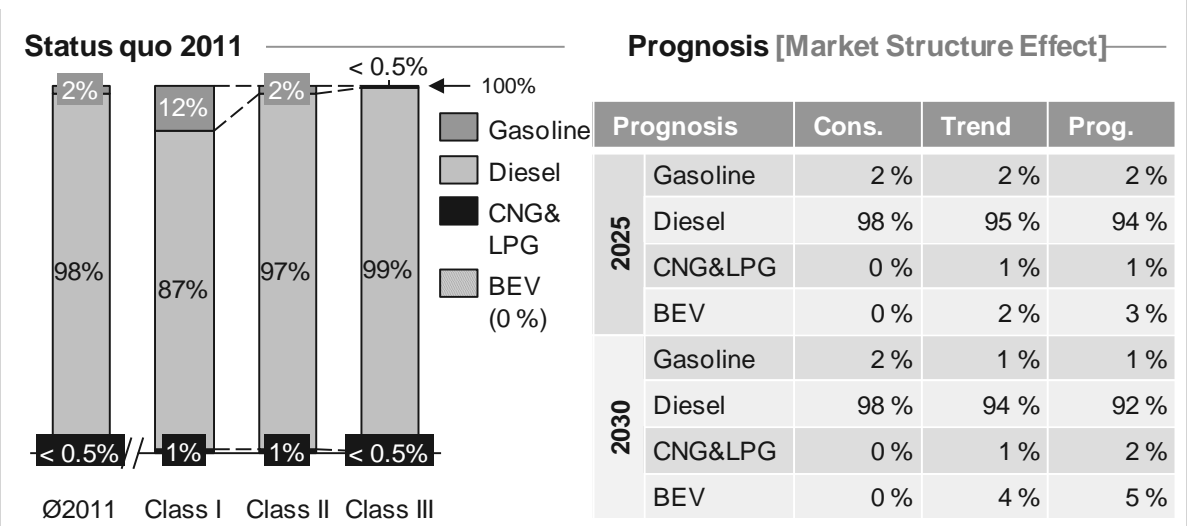 Status quo 2011
< 0.5%
100%
2%
12%
2%
Gasoline
Diesel
CNG&
LPG
BEV
(0 %)
98%
87%
97%
99%
< 0.5%
1%
1%
< 0.5%
Ø2011 Class I Class II Class III
Prognosis [Market Structure Effect]
Prognosis Cons. Trend Prog.
2025
Gasoline 2 % 2 % 2 %
Diesel 98 % 95 % 94 %
CNG&LPG 0 % 1 % 1 %
BEV 0 % 2 % 3 %
2030
Gasoline 2 % 1 % 1 %
Diesel 98 % 94 % 92 %
CNG&LPG 0 % 1 % 2 %
BEV 0 % 4 % 5 %